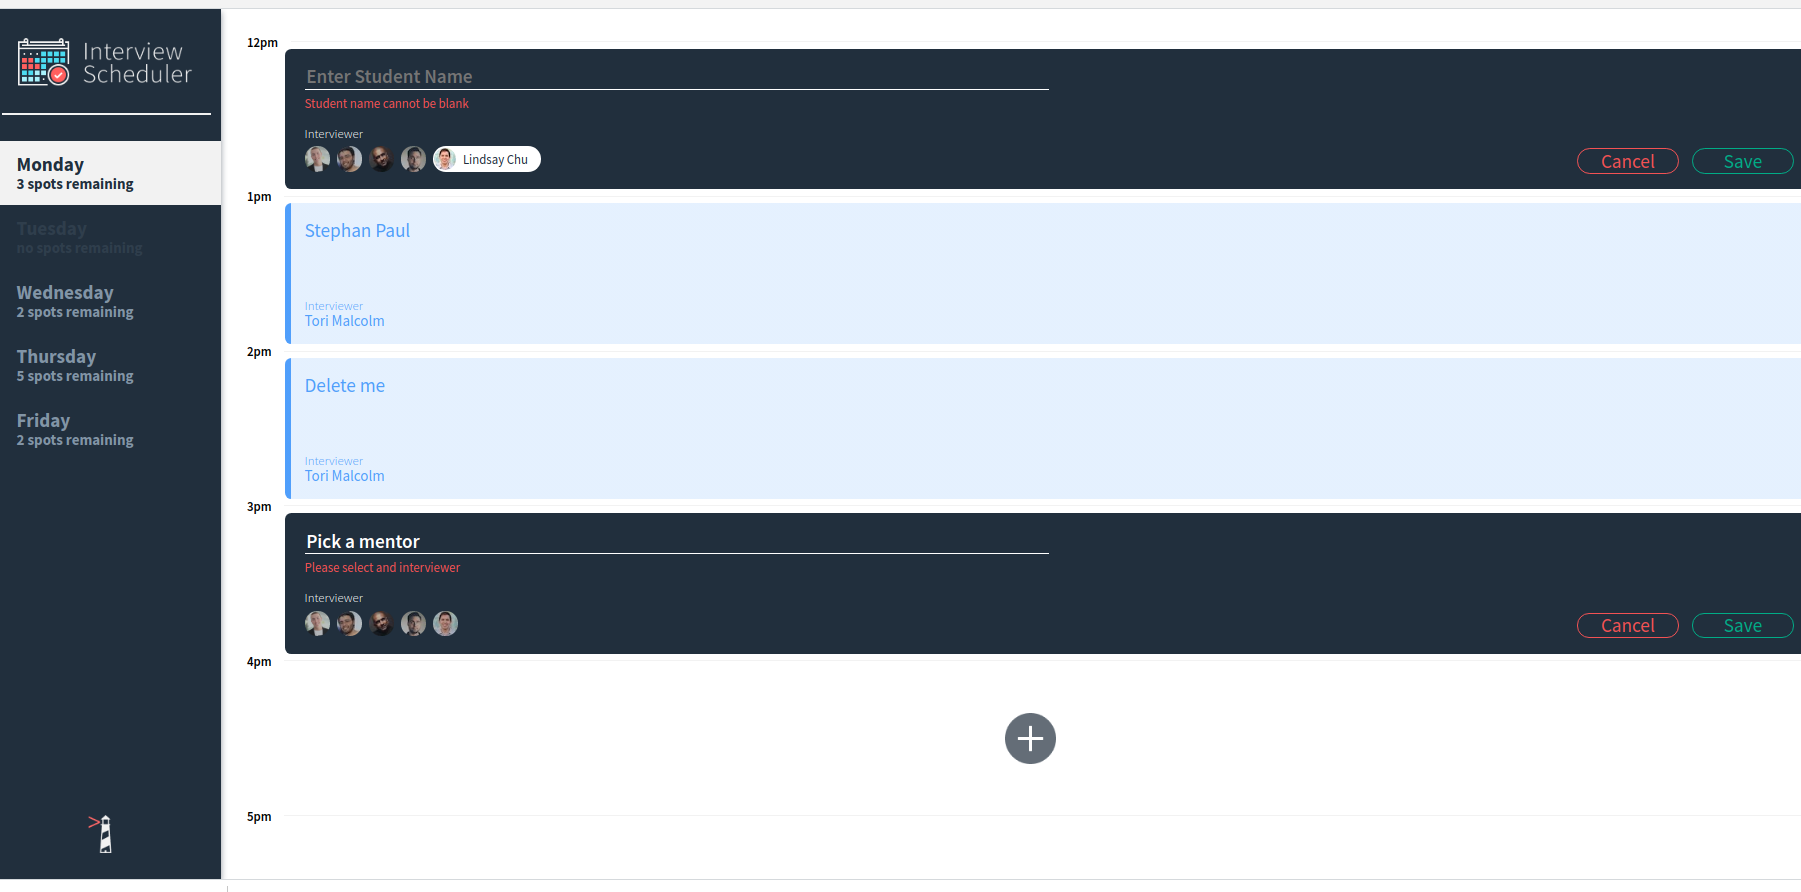 Interview
Scheduler
Monday
3 spots remaining
Tuesday
no spots remaining
Wednesday
2 spots remaining
Thursday
5 spots remaining
Friday
2 spots remaining
12pm
Enter Student Name
Student name cannot be blank
Interviewer
Lindsay Chu
Cancel
Save
1pm
Stephan Paul
Interviewer
Tori Malcolm
2pm
Delete me
Interviewer
Tori Malcolm
3pm
Pick a mentor
Please select and interviewer
Interviewer
Cancel
Save
4pm
5pm